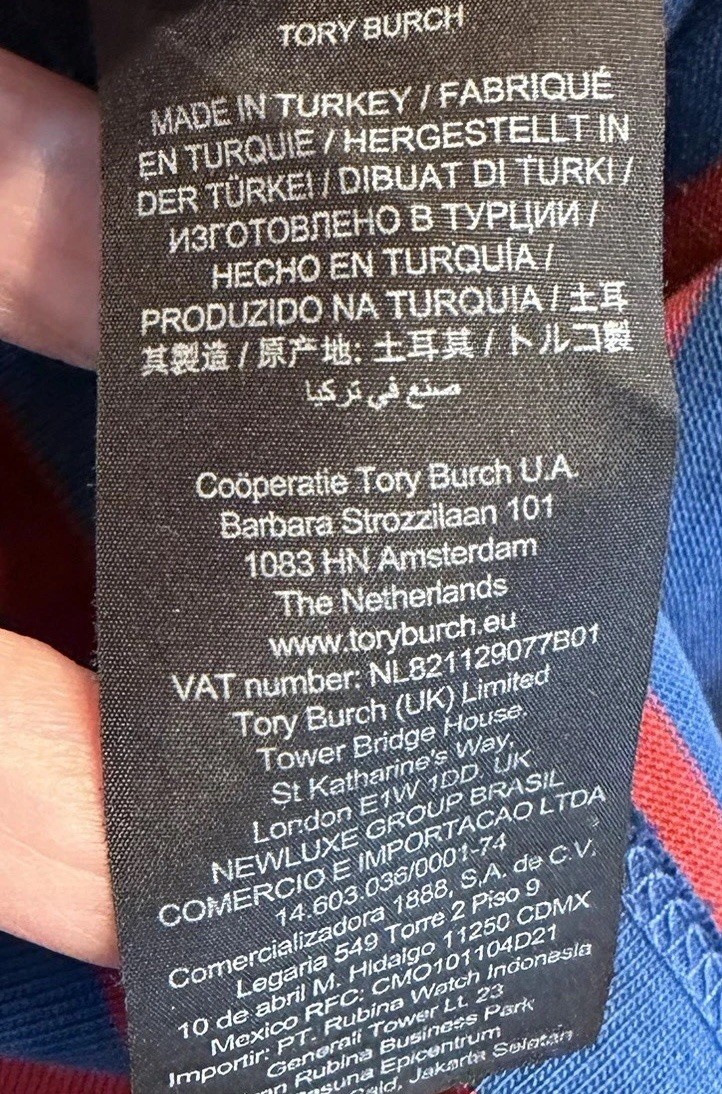 TORY BURCH
MADE IN TURKEY / FABRIQUÉ
EN TURQUIE / HERGESTELLT IN
DER TÜRKEI / DIBUAT DI TURKI /
ИЗГОТОВЛЕНО В ТУРЦИИ /
HECHO EN TURQUÍA /
PRODUZIDO NA TURQUIA / 土耳
其製造 / 原产地: 土耳其 / トルコ製
صنع في تركيا
Coöperatie Tory Burch U.A.
Barbara Strozzilaan 101
1083 HN Amsterdam
The Netherlands
www.toryburch.eu
VAT number: NL821129077B01
Tory Burch (UK) Limited
Tower Bridge House,
St Katharine's Way,
London E1W 1DD, UK
NEWLUXE GROUP BRASIL
COMERCIO E IMPORTACAO LTDA
14.603.036/0001-74
Comercializadora 1888, S.A. de C.V.
Legaria 549 Torre 2 Piso 9
10 de abril M. Hidalgo 11250 CDMX
Mexico RFC: CMO101104D21
Importir: PT. Rubina Watch Indonesia
Generali Tower Lt. 23
Rubina Business Park
Epicentrum
Jakarta Selatan